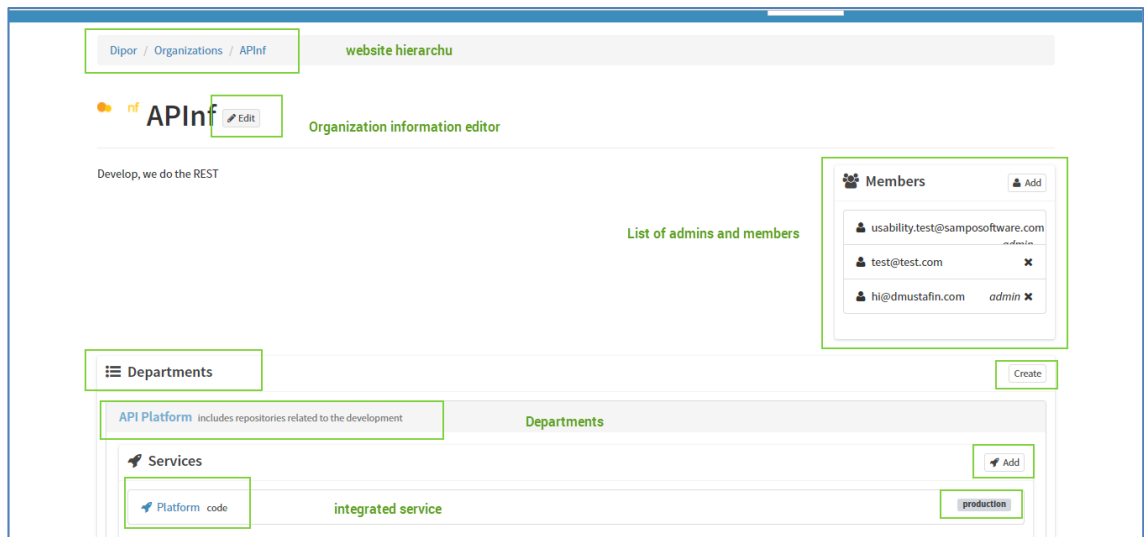 Dipor / Organizations / APInf
website hierarchu
nf APInf Edit
Organization information editor
Develop, we do the REST
Members Add
usability.test@samposoftware.com
admin
List of admins and members
test@test.com
hi@dmustafin.com admin
Departments Create
API Platform includes repositories related to the development
Departments
Services Add
Platform code
integrated service
production